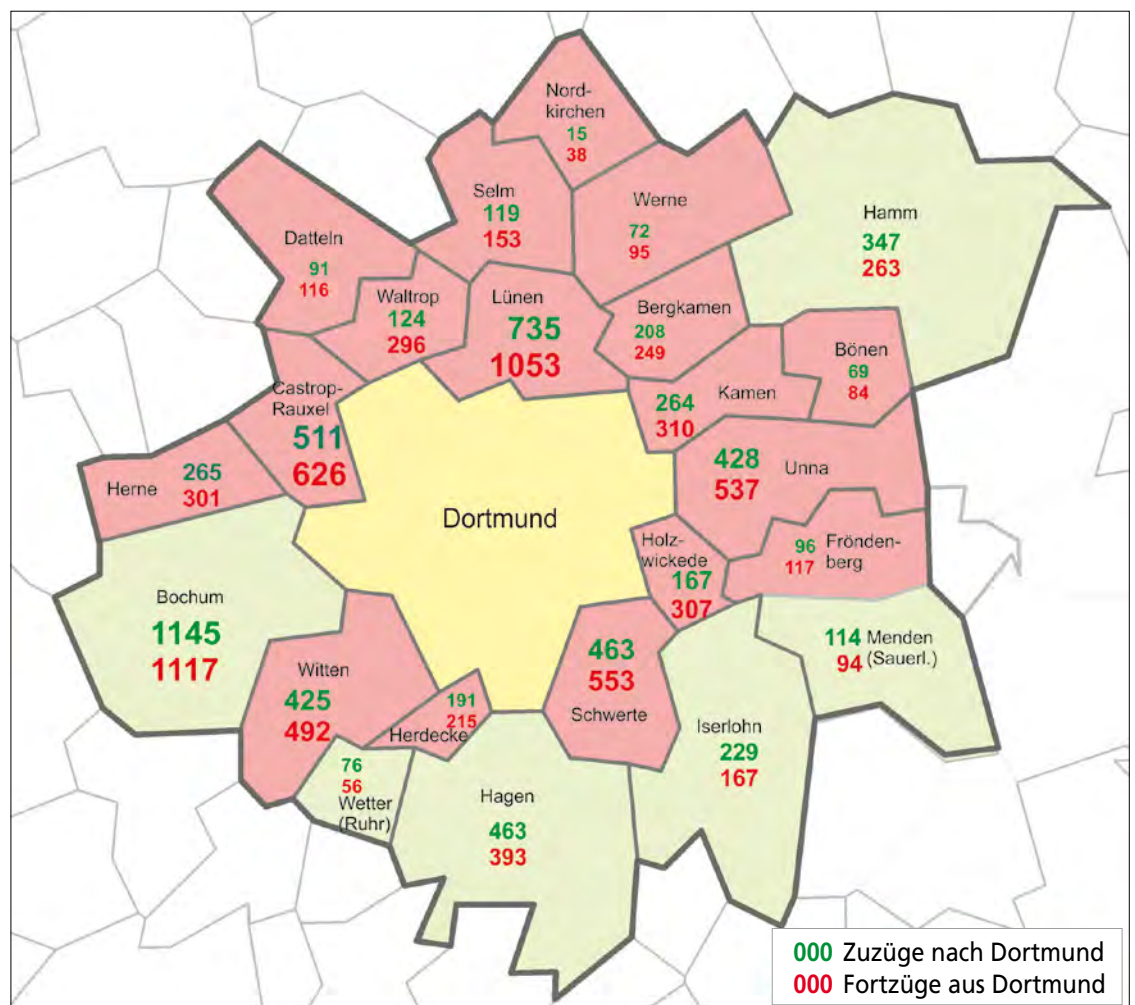 Nord-
kirchen
15
38
Selm
119
153
Werne
72
95
Hamm
347
263
Datteln
91
116
Waltrop
124
296
Lünen
735
1053
Bergkamen
208
249
Bönen
69
84
Castrop-
Rauxel
511
626
Kamen
264
310
Herne
265
301
Unna
428
537
Dortmund
Holz-
wickede
167
307
Fröndenberg
Frönden-
berg
96
117
Bochum
1145
1117
Menden
(Sauerl.)
114
94
Witten
425
492
463
553
Schwerte
191
215
Herdecke
Iserlohn
229
167
76
56
Wetter
(Ruhr)
Hagen
463
393
000 Zuzüge nach Dortmund
000 Fortzüge aus Dortmund